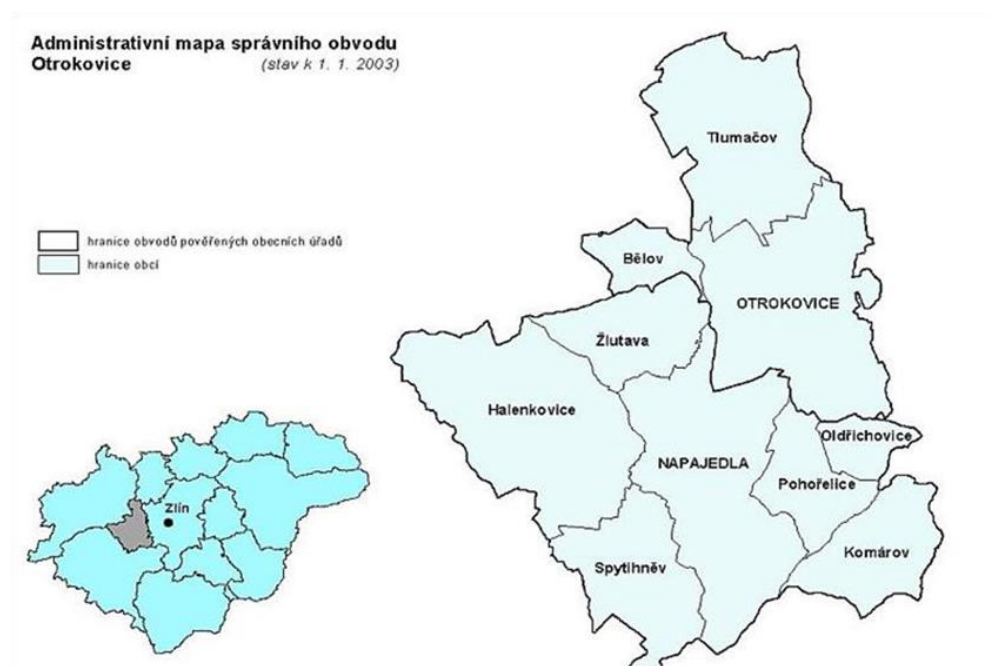 Administrativní mapa správního obvodu
Otrokovice (stav k 1. 1. 2003)
hranice obvodů pověřených obecních úřadů
hranice obcí
Tlumačov
Bělov
OTROKOVICE
Žlutava
Halenkovice
Oldřichovice
NAPAJEDLA
Pohořelice
Zlín
Komárov
Spytihněv